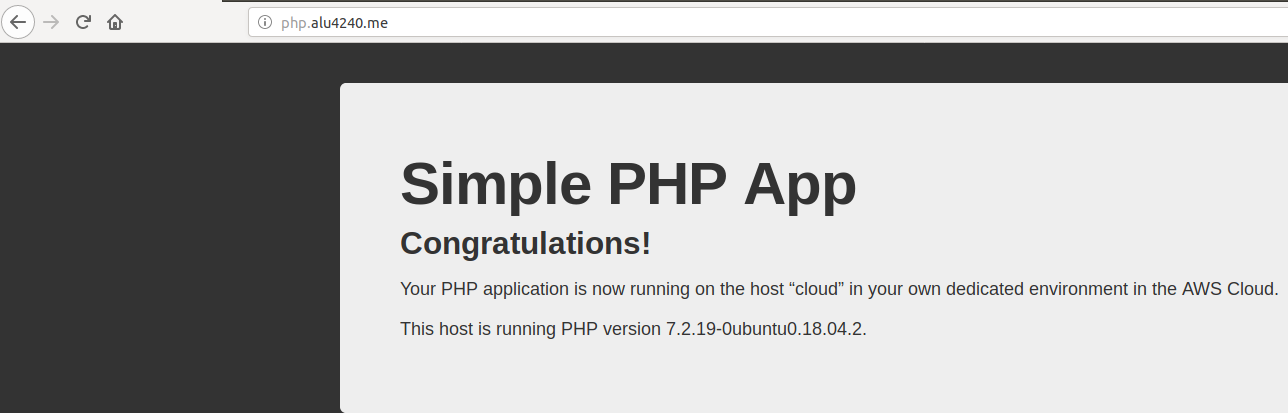 php.alu4240.me
Simple PHP App
Congratulations!
Your PHP application is now running on the host “cloud” in your own dedicated environment in the AWS Cloud.
This host is running PHP version 7.2.19-0ubuntu0.18.04.2.